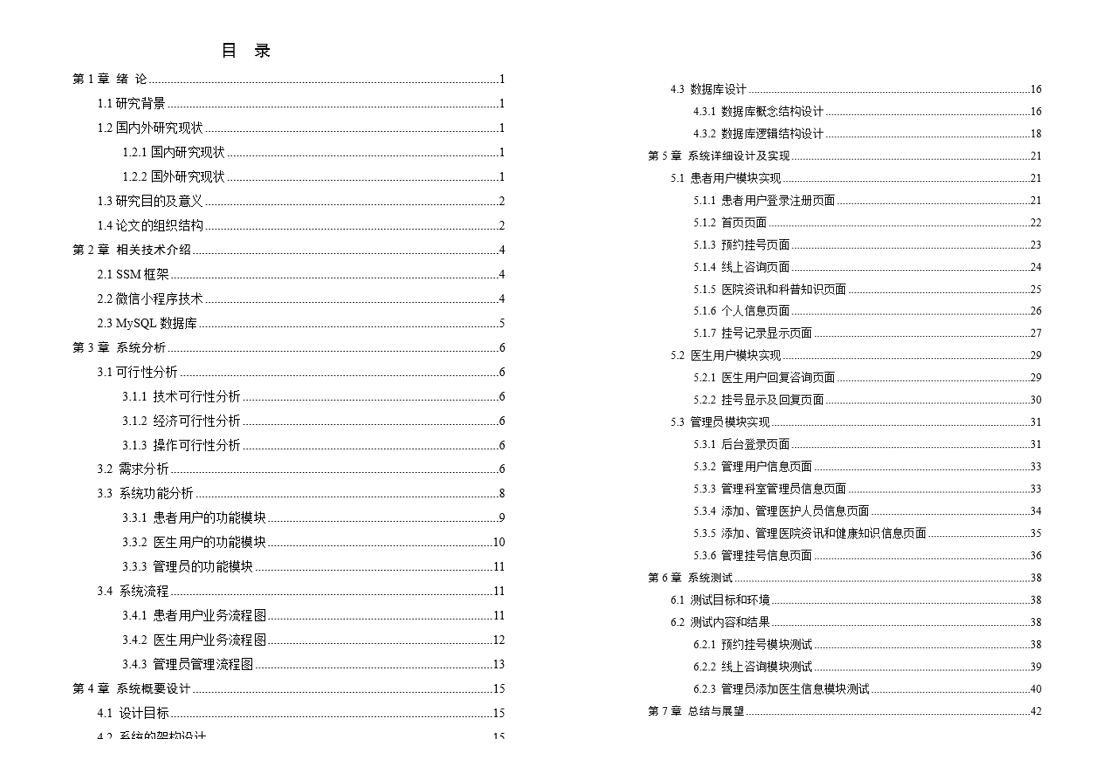 目 录
第 1 章 绪 论 1
1.1 研究背景 1
1.2 国内外研究现状 1
1.2.1 国内研究现状 1
1.2.2 国外研究现状 1
1.3 研究目的及意义 2
1.4 论文的组织结构 2
第 2 章 相关技术介绍 4
2.1 SSM 框架 4
2.2 微信小程序技术 4
2.3 MySQL 数据库 5
第 3 章 系统分析 6
3.1 可行性分析 6
3.1.1 技术可行性分析 6
3.1.2 经济可行性分析 6
3.1.3 操作可行性分析 6
3.2 需求分析 6
3.3 系统功能分析 8
3.3.1 患者用户的功能模块 9
3.3.2 医生用户的功能模块 10
3.3.3 管理员的功能模块 11
3.4 系统流程 11
3.4.1 患者用户业务流程图 11
3.4.2 医生用户业务流程图 12
3.4.3 管理员管理流程图 13
第 4 章 系统概要设计 15
4.1 设计目标 15
4.2 系统的架构设计 15
4.3 数据库设计 16
4.3.1 数据库概念结构设计 16
4.3.2 数据库逻辑结构设计 18
第 5 章 系统详细设计及实现 21
5.1 患者用户模块实现 21
5.1.1 患者用户登录注册页面 21
5.1.2 首页页面 22
5.1.3 预约挂号页面 23
5.1.4 线上咨询页面 24
5.1.5 医院资讯和科普知识页面 25
5.1.6 个人信息页面 26
5.1.7 挂号记录显示页面 27
5.2 医生用户模块实现 29
5.2.1 医生用户回复咨询页面 29
5.2.2 挂号显示及回复页面 30
5.3 管理员模块实现 31
5.3.1 后台登录页面 31
5.3.2 管理用户信息页面 33
5.3.3 管理科室管理员信息页面 33
5.3.4 添加、管理医护人员信息页面 34
5.3.5 添加、管理医院资讯和健康知识信息页面 35
5.3.6 管理挂号信息页面 36
第 6 章 系统测试 38
6.1 测试目标和环境 38
6.2 测试内容和结果 38
6.2.1 预约挂号模块测试 38
6.2.2 线上咨询模块测试 39
6.2.3 管理员添加医生信息模块测试 40
第 7 章 总结与展望 42